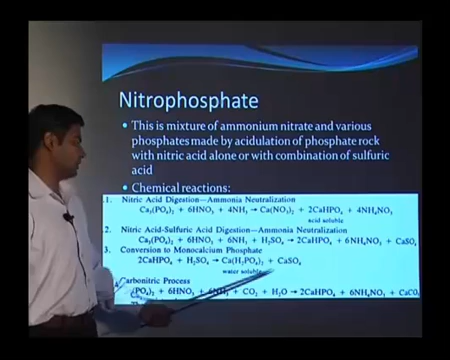 Nitrophosphate
This is mixture of ammonium nitrate and various
phosphates made by acidulation of phosphate rock
with nitric acid alone or with combination of sulfuric
acid
Chemical reactions:
1. Nitric Acid Digestion—Ammonia Neutralization
Ca₃(PO₄)₂ + 6HNO₃ + 4NH₃ → Ca(NO₃)₂ + 2CaHPO₄ + 4NH₄NO₃
acid soluble
2. Nitric Acid-Sulfuric Acid Digestion—Ammonia Neutralization
Ca₃(PO₄)₂ + 6HNO₃ + 6NH₃ + H₂SO₄ → 2CaHPO₄ + 6NH₄NO₃ + CaSO₄
3. Conversion to Monocalcium Phosphate
2CaHPO₄ + H₂SO₄ → Ca(H₂PO₄)₂ + CaSO₄
water soluble
Carbonitric Process
(PO₄)₂ + 6HNO₃ + 6NH₃ + CO₂ + H₂O → 2CaHPO₄ + 6NH₄NO₃ + CaCO₃